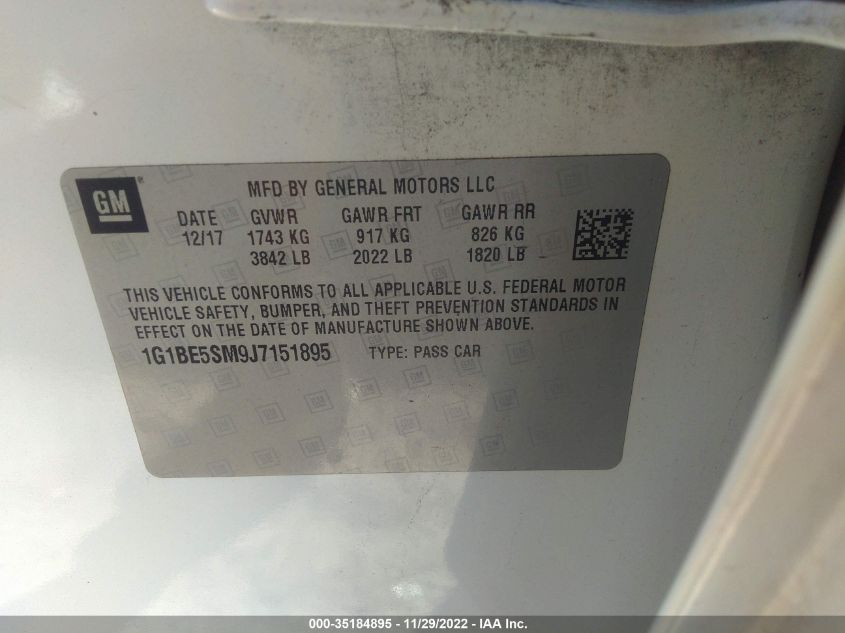 GM ®
MFD BY GENERAL MOTORS LLC
DATE GVWR GAWR FRT GAWR RR
12/17 1743 KG 917 KG 826 KG
3842 LB 2022 LB 1820 LB
THIS VEHICLE CONFORMS TO ALL APPLICABLE U.S. FEDERAL MOTOR
VEHICLE SAFETY, BUMPER, AND THEFT PREVENTION STANDARDS IN
EFFECT ON THE DATE OF MANUFACTURE SHOWN ABOVE.
1G1BE5SM9J7151895 TYPE: PASS CAR
000-35184895 - 11/29/2022 - IAA Inc.